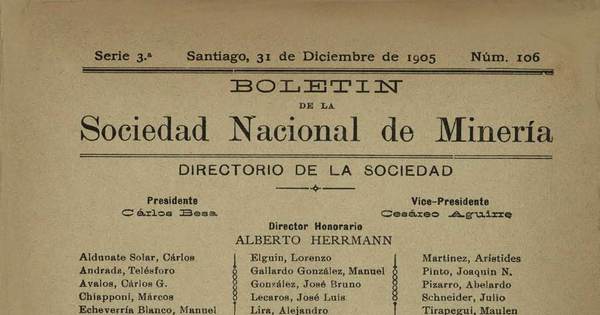 Serie 3.ª Santiago, 31 de Diciembre de 1905 Núm. 106
BOLETIN
DE LA
Sociedad Nacional de Minería
DIRECTORIO DE LA SOCIEDAD
Presidente Vice-Presidente
Cárlos Besa Cesáreo Aguirre
Director Honorario
ALBERTO HERRMANN
Aldunate Solar, Cárlos Elguin, Lorenzo Martínez, Arístides
Andrada, Telésforo Gallardo González, Manuel Pinto, Joaquin N.
Avalos, Cárlos G. González, José Bruno Pizarro, Abelardo
Chiapponi, Márcos Lecaros, José Luis Schneider, Julio
Echeverría Blanco, Manuel Lira, Alejandro Tirapegui, Maulen